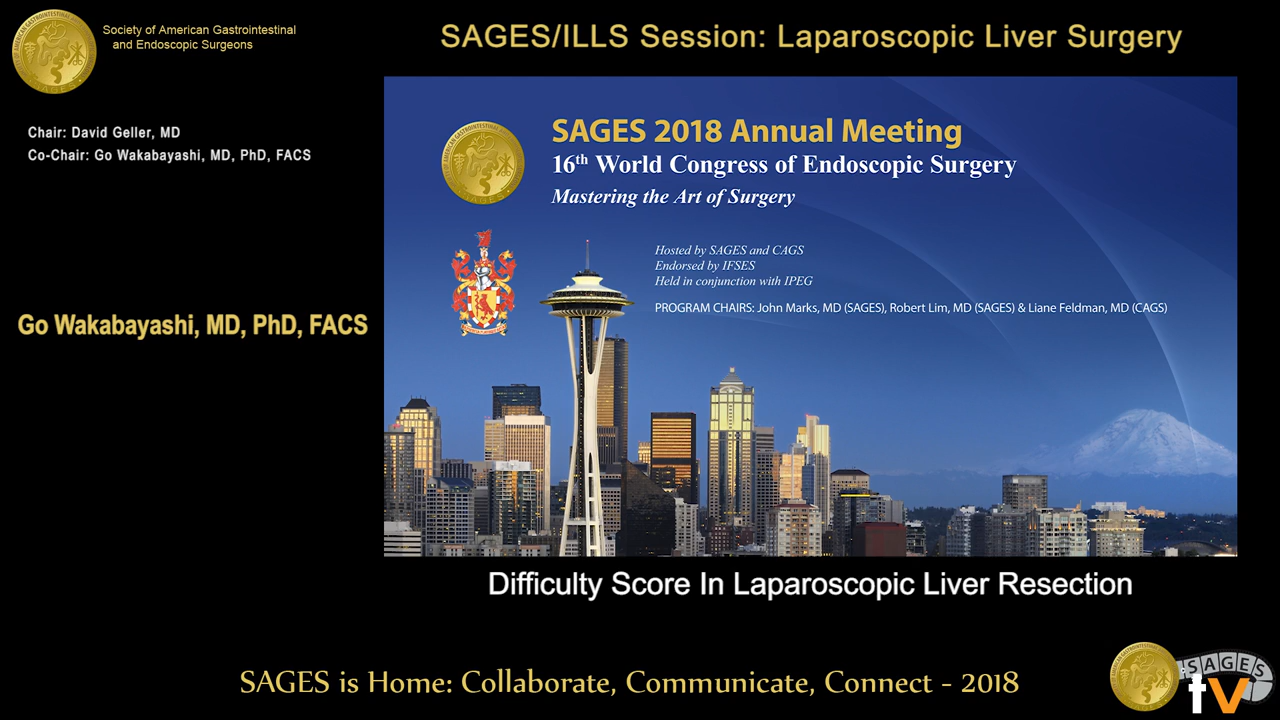 Society of American Gastrointestinal
and Endoscopic Surgeons
SAGES/ILLS Session: Laparoscopic Liver Surgery
Chair: David Geller, MD
Co-Chair: Go Wakabayashi, MD, PhD, FACS
Go Wakabayashi, MD, PhD, FACS
SAGES 2018 Annual Meeting
16th World Congress of Endoscopic Surgery
Mastering the Art of Surgery
Hosted by SAGES and CAGS
Endorsed by IFSES
Held in conjunction with IPEG
PROGRAM CHAIRS: John Marks, MD (SAGES), Robert Lim, MD (SAGES) & Liane Feldman, MD (CAGS)
Difficulty Score In Laparoscopic Liver Resection
SAGES is Home: Collaborate, Communicate, Connect - 2018
SAGES
tv